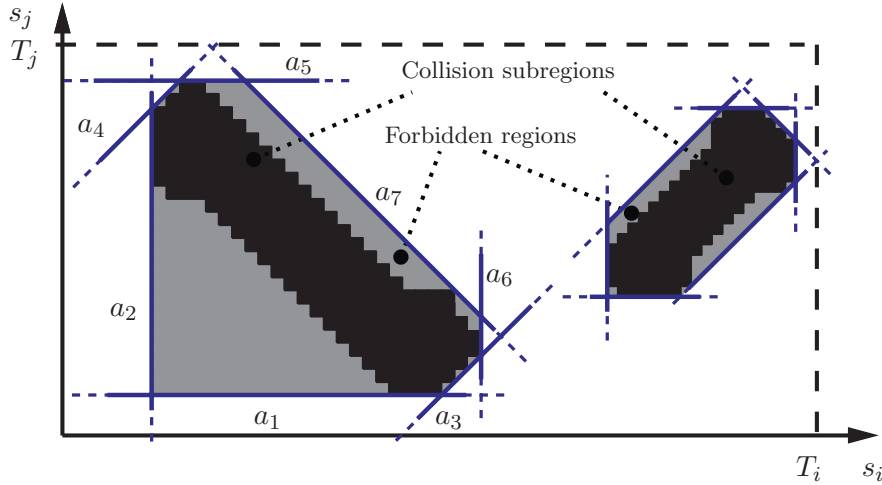 s_j
T_j
a_5
Collision subregions
a_4
Forbidden regions
a_7
a_6
a_2
a_1
a_3
T_i
s_i